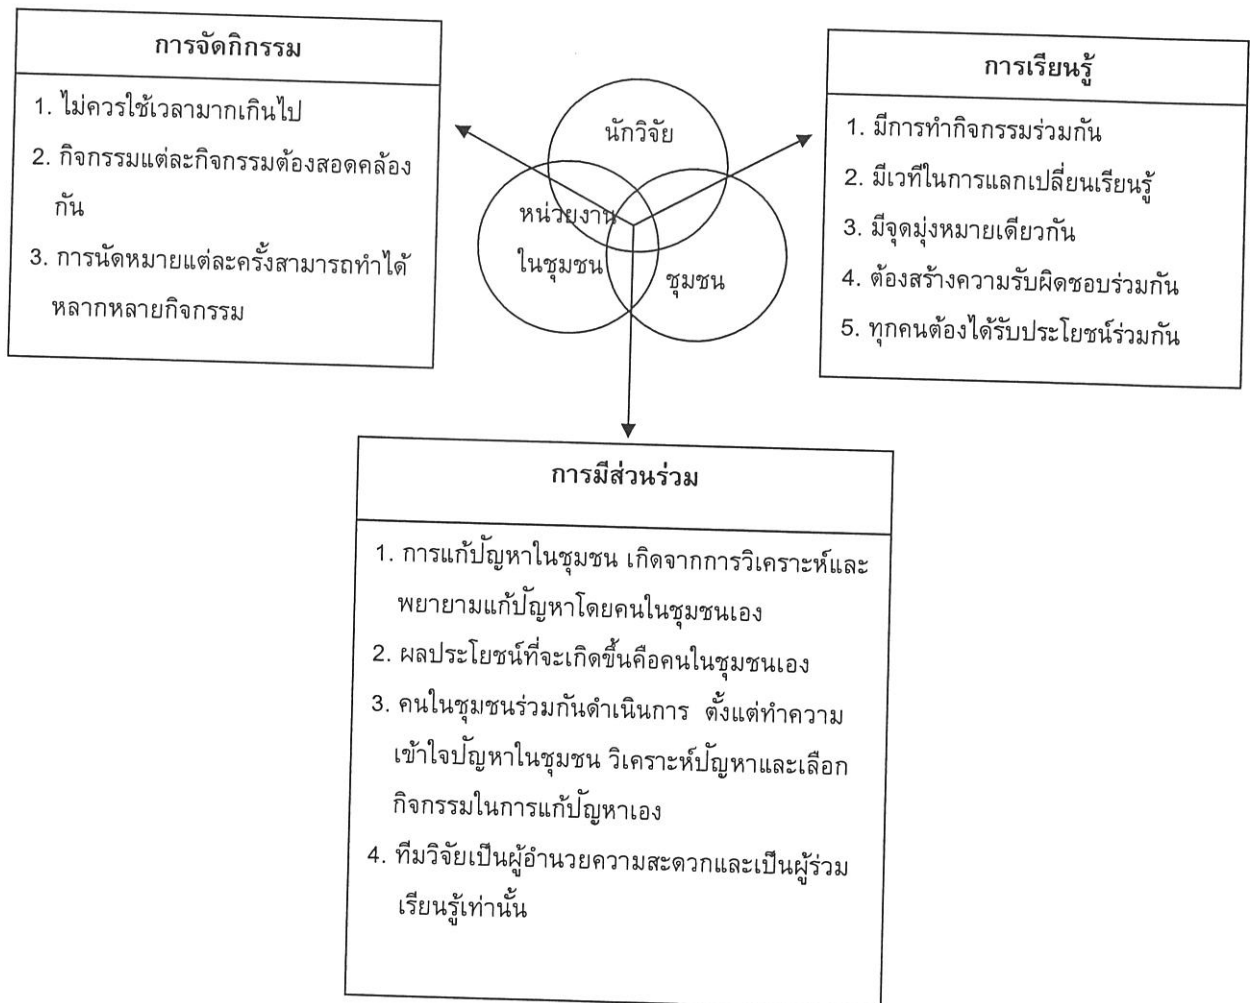 การจัดกิกรรม
1. ไม่ควรใช้เวลามากเกินไป
2. กิจกรรมแต่ละกิจกรรมต้องสอดคล้อง
กัน
3. การนัดหมายแต่ละครั้งสามารถทำได้
หลากหลายกิจกรรม
นักวิจัย
หน่วยงาน
ในชุมชน
ชุมชน
การเรียนรู้
1. มีการทำกิจกรรมร่วมกัน
2. มีเวทีในการแลกเปลี่ยนเรียนรู้
3. มีจุดมุ่งหมายเดียวกัน
4. ต้องสร้างความรับผิดชอบร่วมกัน
5. ทุกคนต้องได้รับประโยชน์ร่วมกัน
การมีส่วนร่วม
1. การแก้ปัญหาในชุมชน เกิดจากการวิเคราะห์และ
พยายามแก้ปัญหาโดยคนในชุมชนเอง
2. ผลประโยชน์ที่จะเกิดขึ้นคือคนในชุมชนเอง
3. คนในชุมชนร่วมกันดำเนินการ ตั้งแต่ทำความ
เข้าใจปัญหาในชุมชน วิเคราะห์ปัญหาและเลือก
กิจกรรมในการแก้ปัญหาเอง
4. ทีมวิจัยเป็นผู้อำนวยความสะดวกและเป็นผู้ร่วม
เรียนรู้เท่านั้น